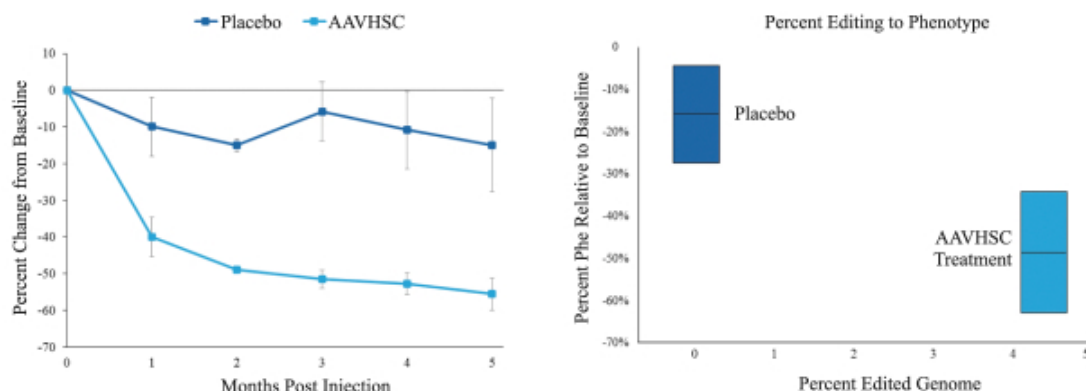 Placebo AAVHSC
Percent Change from Baseline
10
0
-10
-20
-30
-40
-50
-60
-70
0 1 2 3 4 5
Months Post Injection
Percent Editing to Phenotype
Percent Phe Relative to Baseline
0
-10%
-20%
-30%
-40%
-50%
-60%
-70%
Placebo
AAVHSC
Treatment
0 1 2 3 4 5
Percent Edited Genome